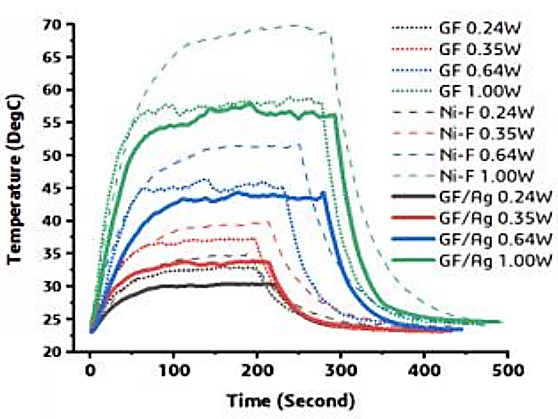 Temperature (DegC)
75
70
65
60
55
50
45
40
35
30
25
20
0
100
200
300
400
500
Time (Second)
GF 0.24W
GF 0.35W
GF 0.64W
GF 1.00W
Ni-F 0.24W
Ni-F 0.35W
Ni-F 0.64W
Ni-F 1.00W
GF/Ag 0.24W
GF/Ag 0.35W
GF/Ag 0.64W
GF/Ag 1.00W